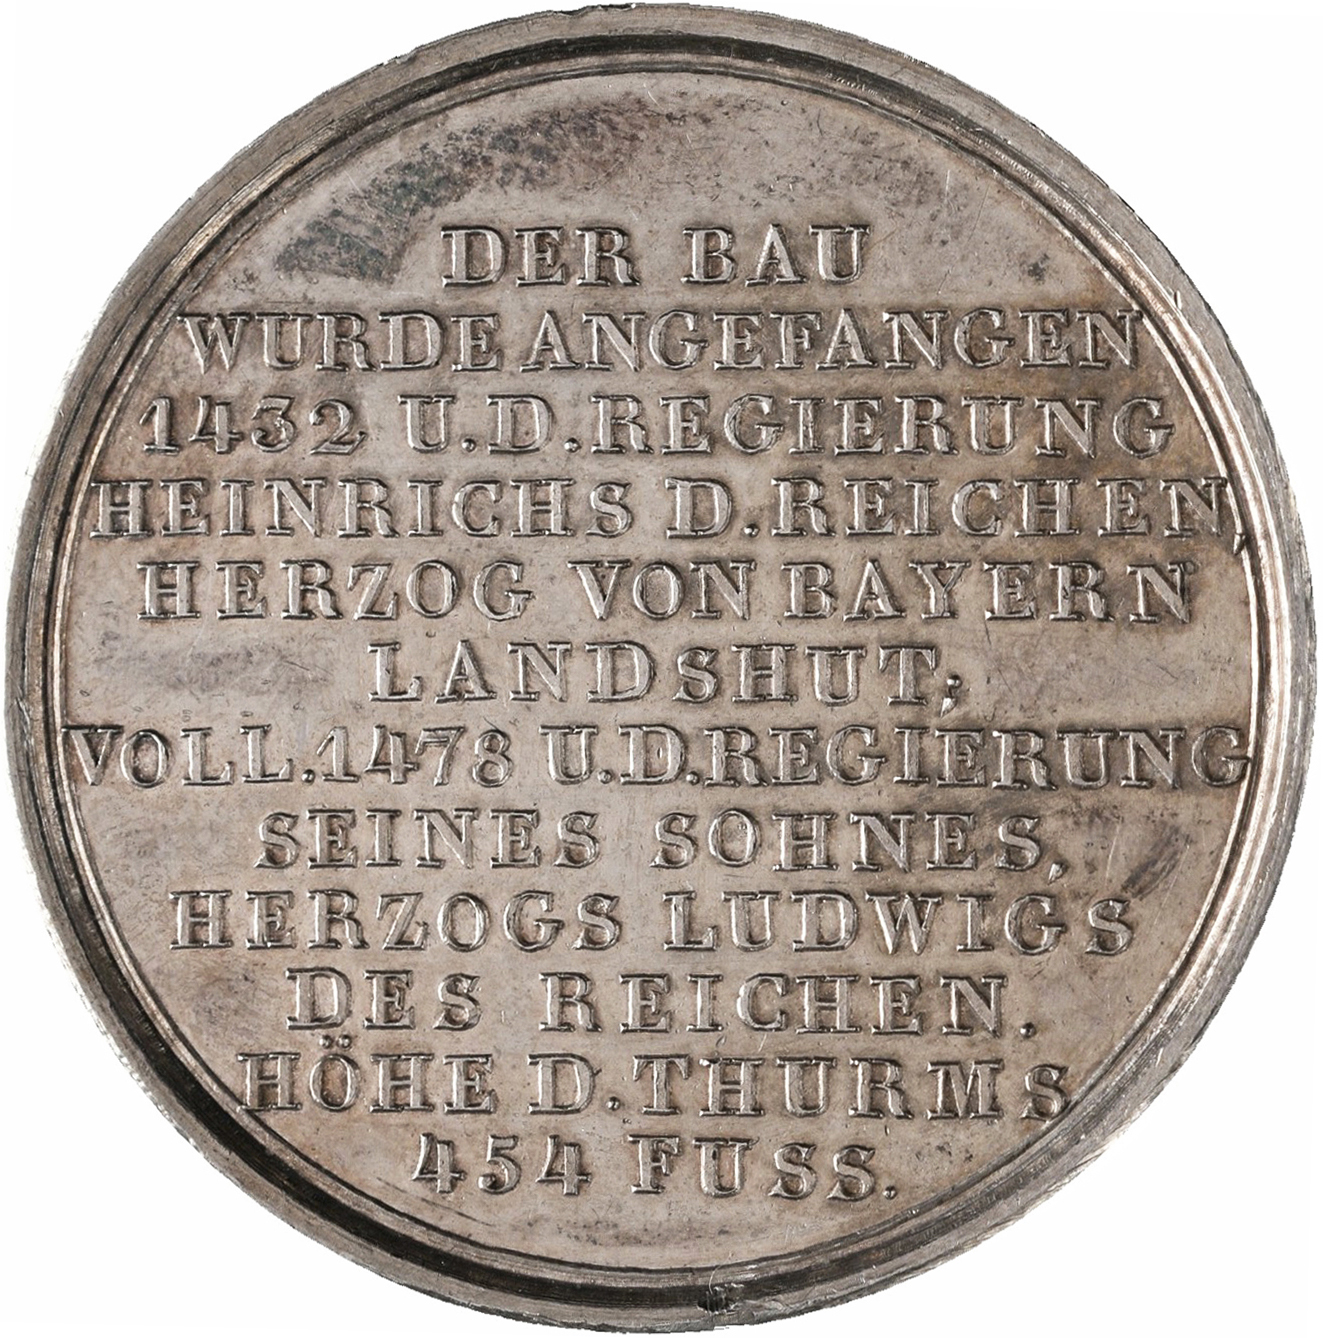 DER BAU
WURDE ANGEFANGEN
1432 U.D.REGIERUNG
HEINRICHS D.REICHEN,
HERZOG VON BAYERN
LANDSHUT;
VOLL.1478 U.D.REGIERUNG
SEINES SOHNES,
HERZOGS LUDWIGS
DES REICHEN.
HÖHE D.THURMS
454 FUSS.